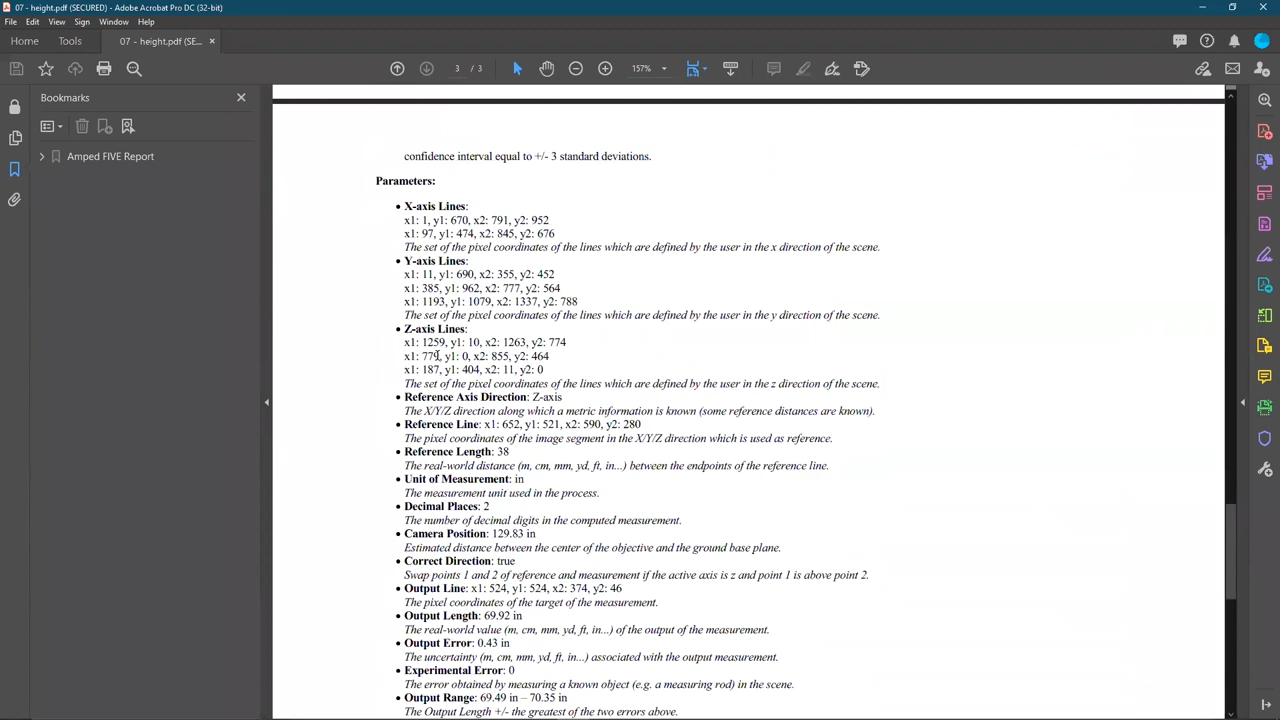 07 - height.pdf (SECURED) - Adobe Acrobat Pro DC (32-bit)
File Edit View Sign Window Help
Home Tools 07 - height.pdf (SE... ×
3 / 3 157%
Bookmarks
Amped FIVE Report
confidence interval equal to +/- 3 standard deviations.
Parameters:
• X-axis Lines:
x1: 1, y1: 670, x2: 791, y2: 952
x1: 97, y1: 474, x2: 845, y2: 676
The set of the pixel coordinates of the lines which are defined by the user in the x direction of the scene.
• Y-axis Lines:
x1: 11, y1: 690, x2: 355, y2: 452
x1: 385, y1: 962, x2: 777, y2: 564
x1: 1193, y1: 1079, x2: 1337, y2: 788
The set of the pixel coordinates of the lines which are defined by the user in the y direction of the scene.
• Z-axis Lines:
x1: 1259, y1: 10, x2: 1263, y2: 774
x1: 779, y1: 0, x2: 855, y2: 464
x1: 187, y1: 404, x2: 11, y2: 0
The set of the pixel coordinates of the lines which are defined by the user in the z direction of the scene.
• Reference Axis Direction: Z-axis
The X/Y/Z direction along which a metric information is known (some reference distances are known).
• Reference Line: x1: 652, y1: 521, x2: 590, y2: 280
The pixel coordinates of the image segment in the X/Y/Z direction which is used as reference.
• Reference Length: 38
The real-world distance (m, cm, mm, yd, ft, in...) between the endpoints of the reference line.
• Unit of Measurement: in
The measurement unit used in the process.
• Decimal Places: 2
The number of decimal digits in the computed measurement.
• Camera Position: 129.83 in
Estimated distance between the center of the objective and the ground base plane.
• Correct Direction: true
Swap points 1 and 2 of reference and measurement if the active axis is z and point 1 is above point 2.
• Output Line: x1: 524, y1: 524, x2: 374, y2: 46
The pixel coordinates of the target of the measurement.
• Output Length: 69.92 in
The real-world value (m, cm, mm, yd, ft, in...) of the output of the measurement.
• Output Error: 0.43 in
The uncertainty (m, cm, mm, yd, ft, in...) associated with the output measurement.
• Experimental Error: 0
The error obtained by measuring a known object (e.g. a measuring rod) in the scene.
• Output Range: 69.49 in – 70.35 in
The Output Length +/- the greatest of the two errors above.